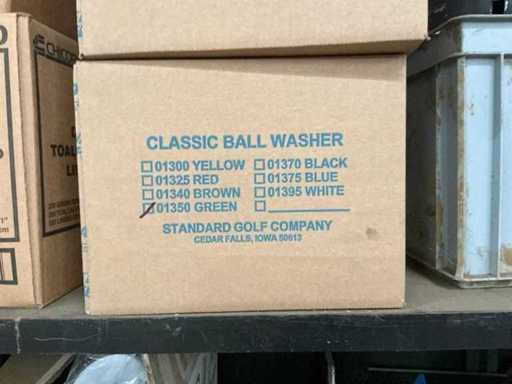 CLASSIC BALL WASHER
01300 YELLOW 01370 BLACK
01325 RED 01375 BLUE
01340 BROWN 01395 WHITE
01350 GREEN
STANDARD GOLF COMPANY
CEDAR FALLS, IOWA 50613